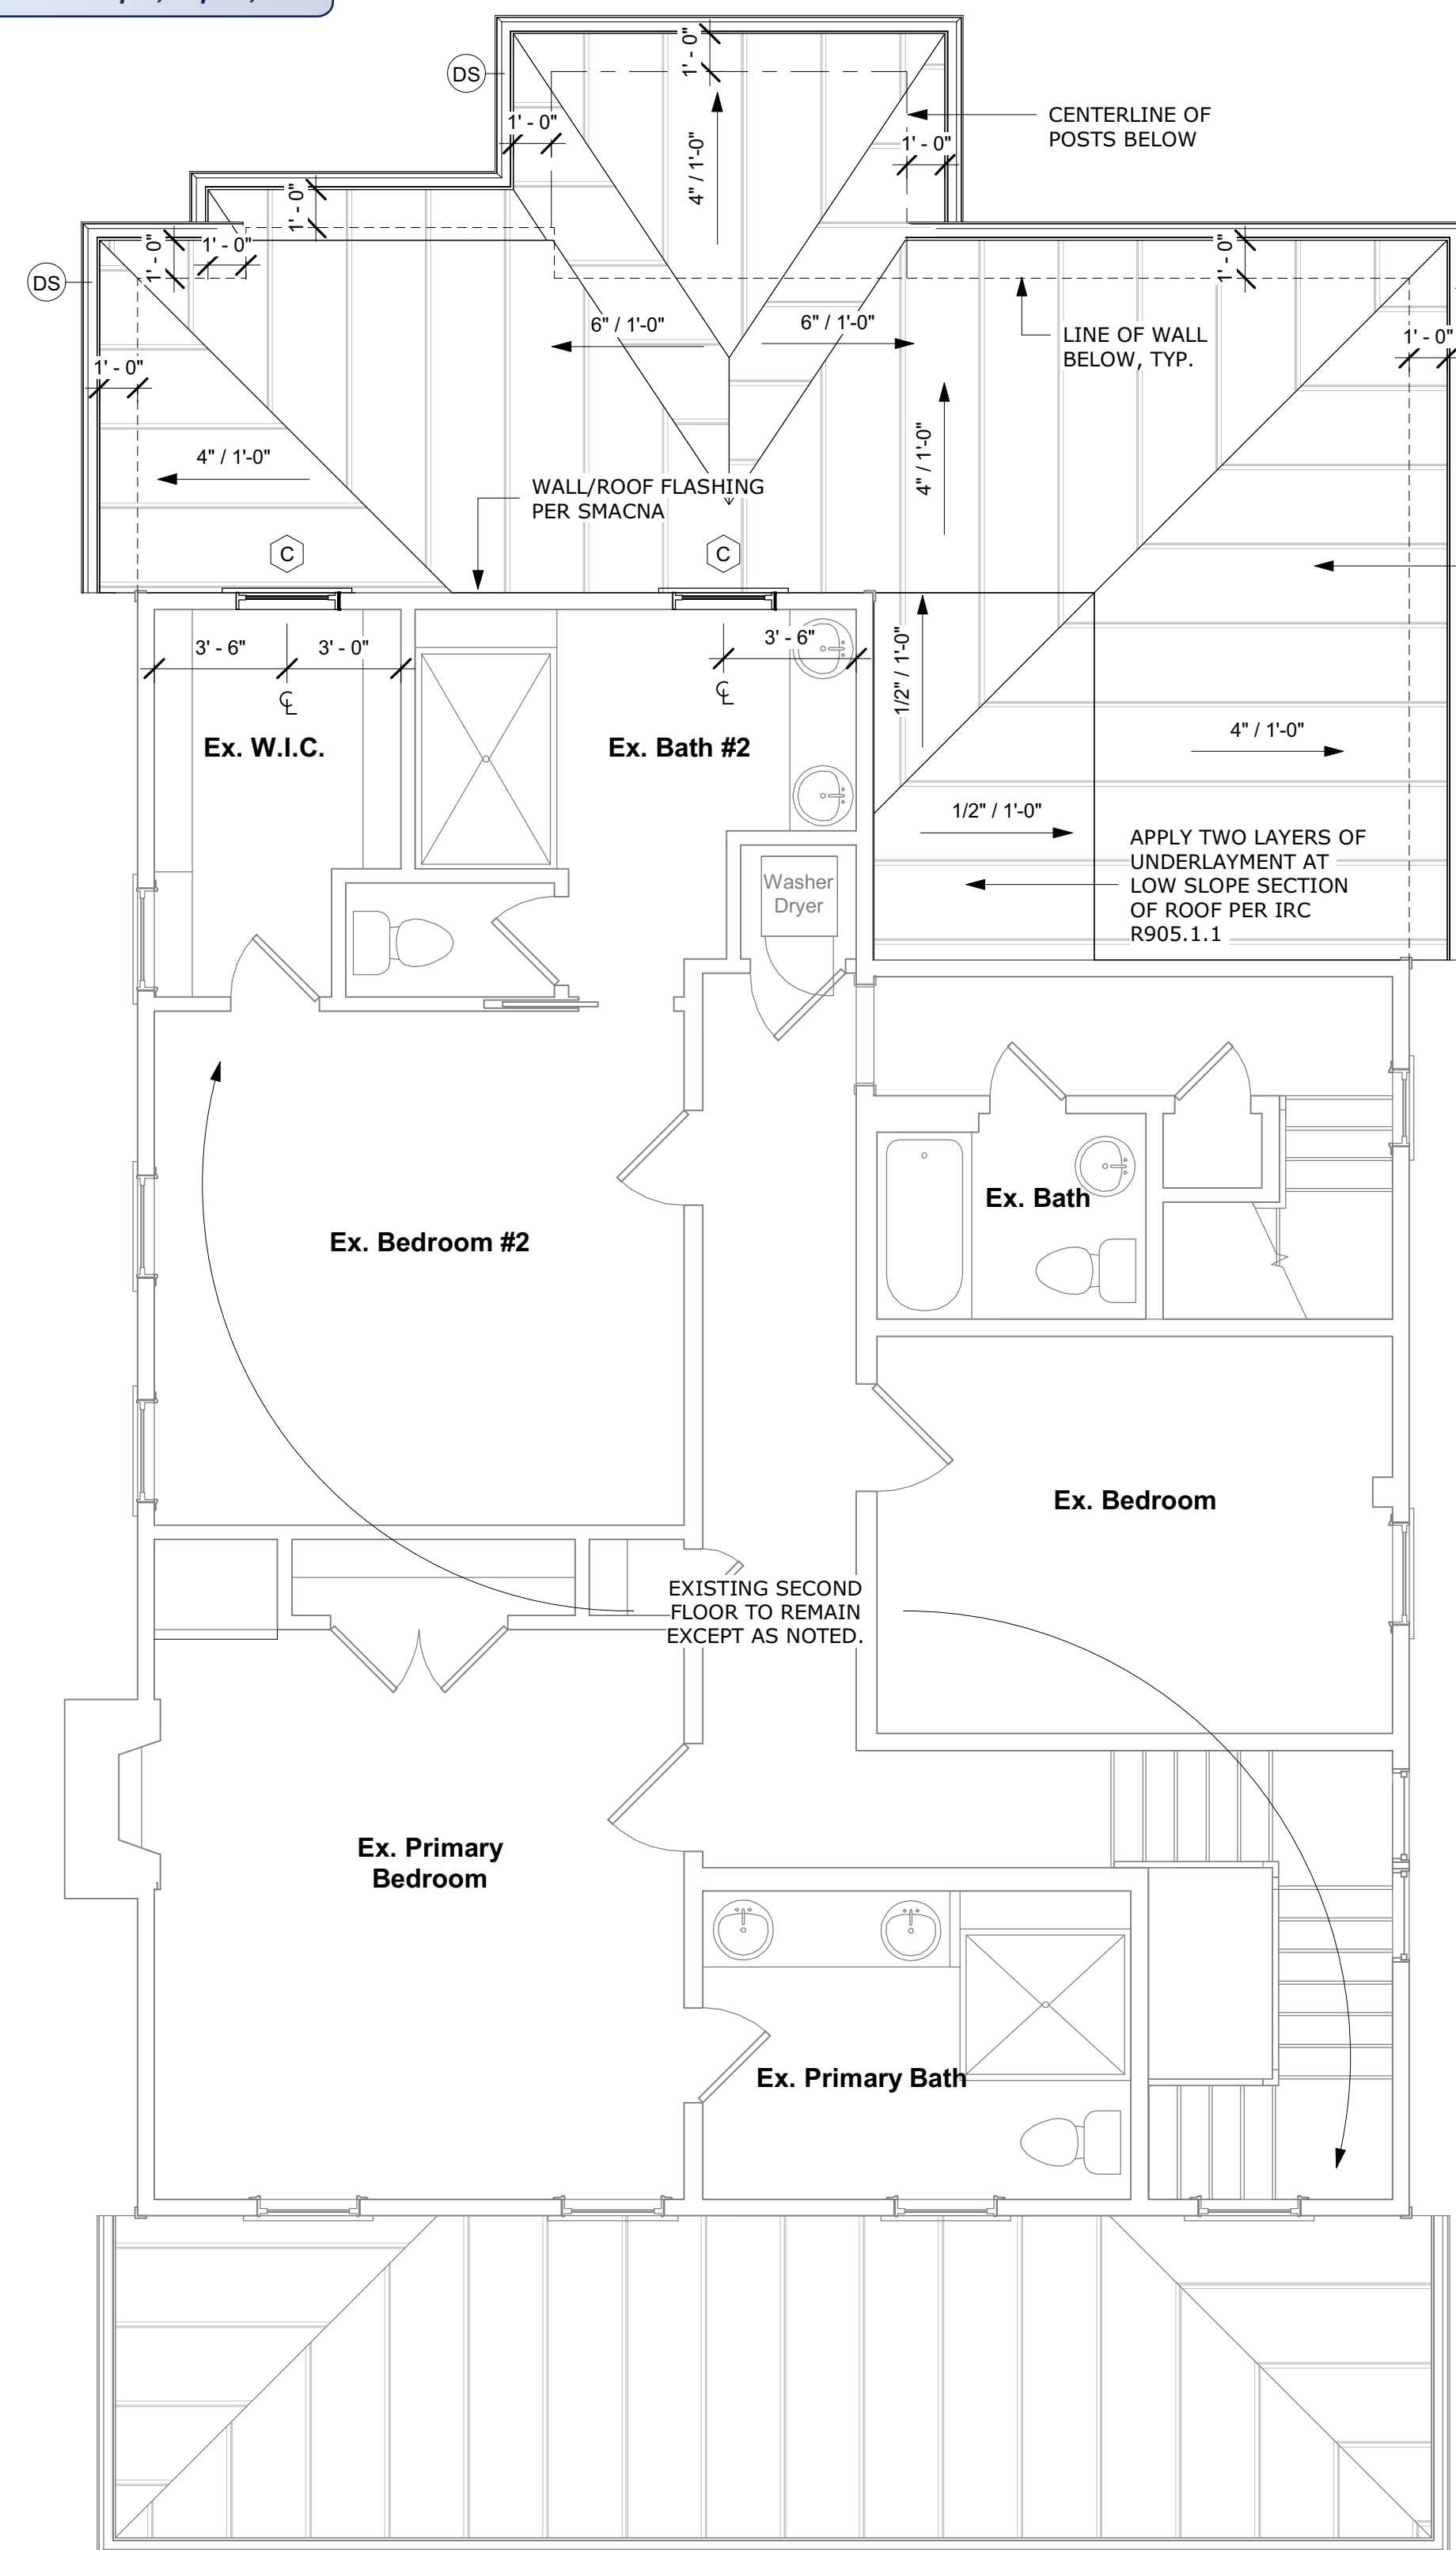 DS
1' - 0"
1' - 0"
4" / 1'-0"
1' - 0"
CENTERLINE OF
POSTS BELOW
1' - 0"
DS
1' - 0"
1' - 0"
1' - 0"
1' - 0"
6" / 1'-0"
6" / 1'-0"
LINE OF WALL
BELOW, TYP.
1' - 0"
4" / 1'-0"
4" / 1'-0"
WALL/ROOF FLASHING
PER SMACNA
C
C
3' - 6"
3' - 0"
3' - 6"
℄
℄
1/2" / 1'-0"
Ex. W.I.C.
Ex. Bath #2
4" / 1'-0"
1/2" / 1'-0"
APPLY TWO LAYERS OF
UNDERLAYMENT AT
LOW SLOPE SECTION
OF ROOF PER IRC
R905.1.1
Washer
Dryer
Ex. Bath
Ex. Bedroom #2
Ex. Bedroom
EXISTING SECOND
FLOOR TO REMAIN
EXCEPT AS NOTED.
Ex. Primary
Bedroom
Ex. Primary Bath